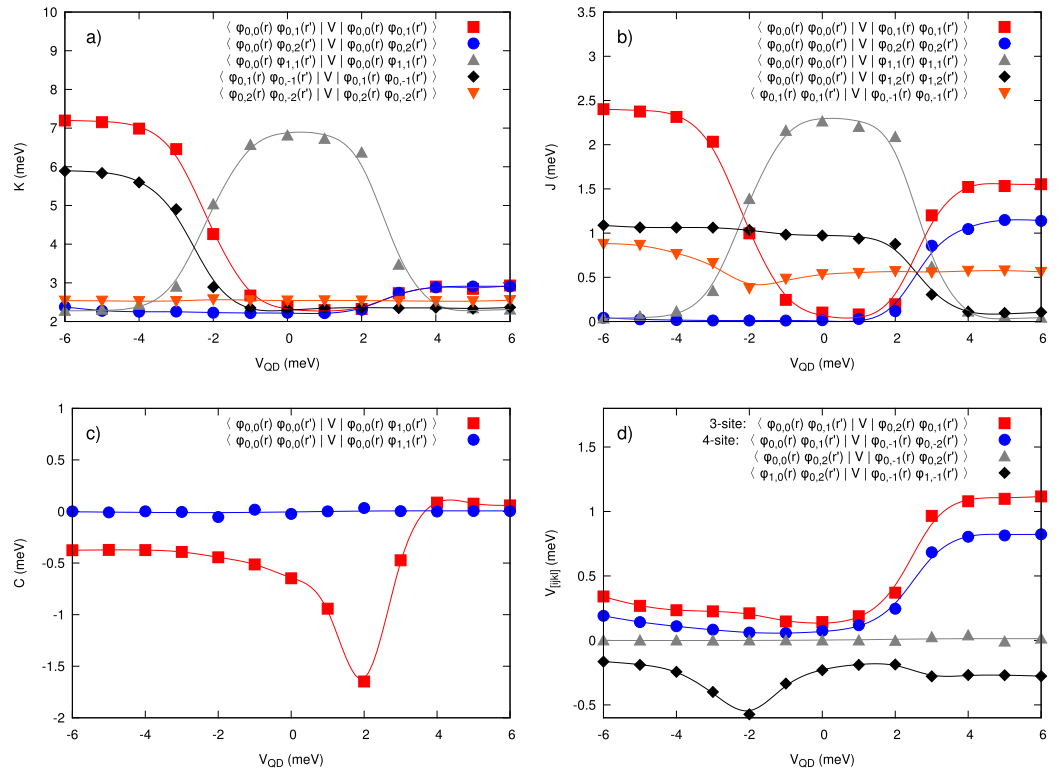 a)
⟨ φ0,0(r) φ0,1(r') | V | φ0,0(r) φ0,1(r') ⟩
⟨ φ0,0(r) φ0,2(r') | V | φ0,0(r) φ0,2(r') ⟩
⟨ φ0,0(r) φ1,1(r') | V | φ0,0(r) φ1,1(r') ⟩
⟨ φ0,1(r) φ0,-1(r') | V | φ0,1(r) φ0,-1(r') ⟩
⟨ φ0,2(r) φ0,-2(r') | V | φ0,2(r) φ0,-2(r') ⟩
10
9
8
7
6
5
4
3
2
K (meV)
-6 -4 -2 0 2 4 6
VQD (meV)
b)
⟨ φ0,0(r) φ0,0(r') | V | φ0,1(r) φ0,1(r') ⟩
⟨ φ0,0(r) φ0,0(r') | V | φ0,2(r) φ0,2(r') ⟩
⟨ φ0,0(r) φ0,0(r') | V | φ1,1(r) φ1,1(r') ⟩
⟨ φ0,0(r) φ0,0(r') | V | φ1,2(r) φ1,2(r') ⟩
⟨ φ0,1(r) φ0,1(r') | V | φ0,-1(r) φ0,-1(r') ⟩
3.5
3
2.5
2
1.5
1
0.5
0
J (meV)
-6 -4 -2 0 2 4 6
VQD (meV)
c)
⟨ φ0,0(r) φ0,0(r') | V | φ0,0(r) φ1,0(r') ⟩
⟨ φ0,0(r) φ0,0(r') | V | φ0,0(r) φ1,1(r') ⟩
1
0.5
0
-0.5
-1
-1.5
-2
C (meV)
-6 -4 -2 0 2 4 6
VQD (meV)
d)
3-site: ⟨ φ0,0(r) φ0,1(r') | V | φ0,2(r) φ0,1(r') ⟩
4-site: ⟨ φ0,0(r) φ0,1(r') | V | φ0,-1(r) φ0,-2(r') ⟩
⟨ φ0,0(r) φ0,2(r') | V | φ0,-1(r) φ0,2(r') ⟩
⟨ φ1,0(r) φ0,2(r') | V | φ0,-1(r) φ1,-1(r') ⟩
1.5
1
0.5
0
-0.5
V[ijkl] (meV)
-6 -4 -2 0 2 4 6
VQD (meV)